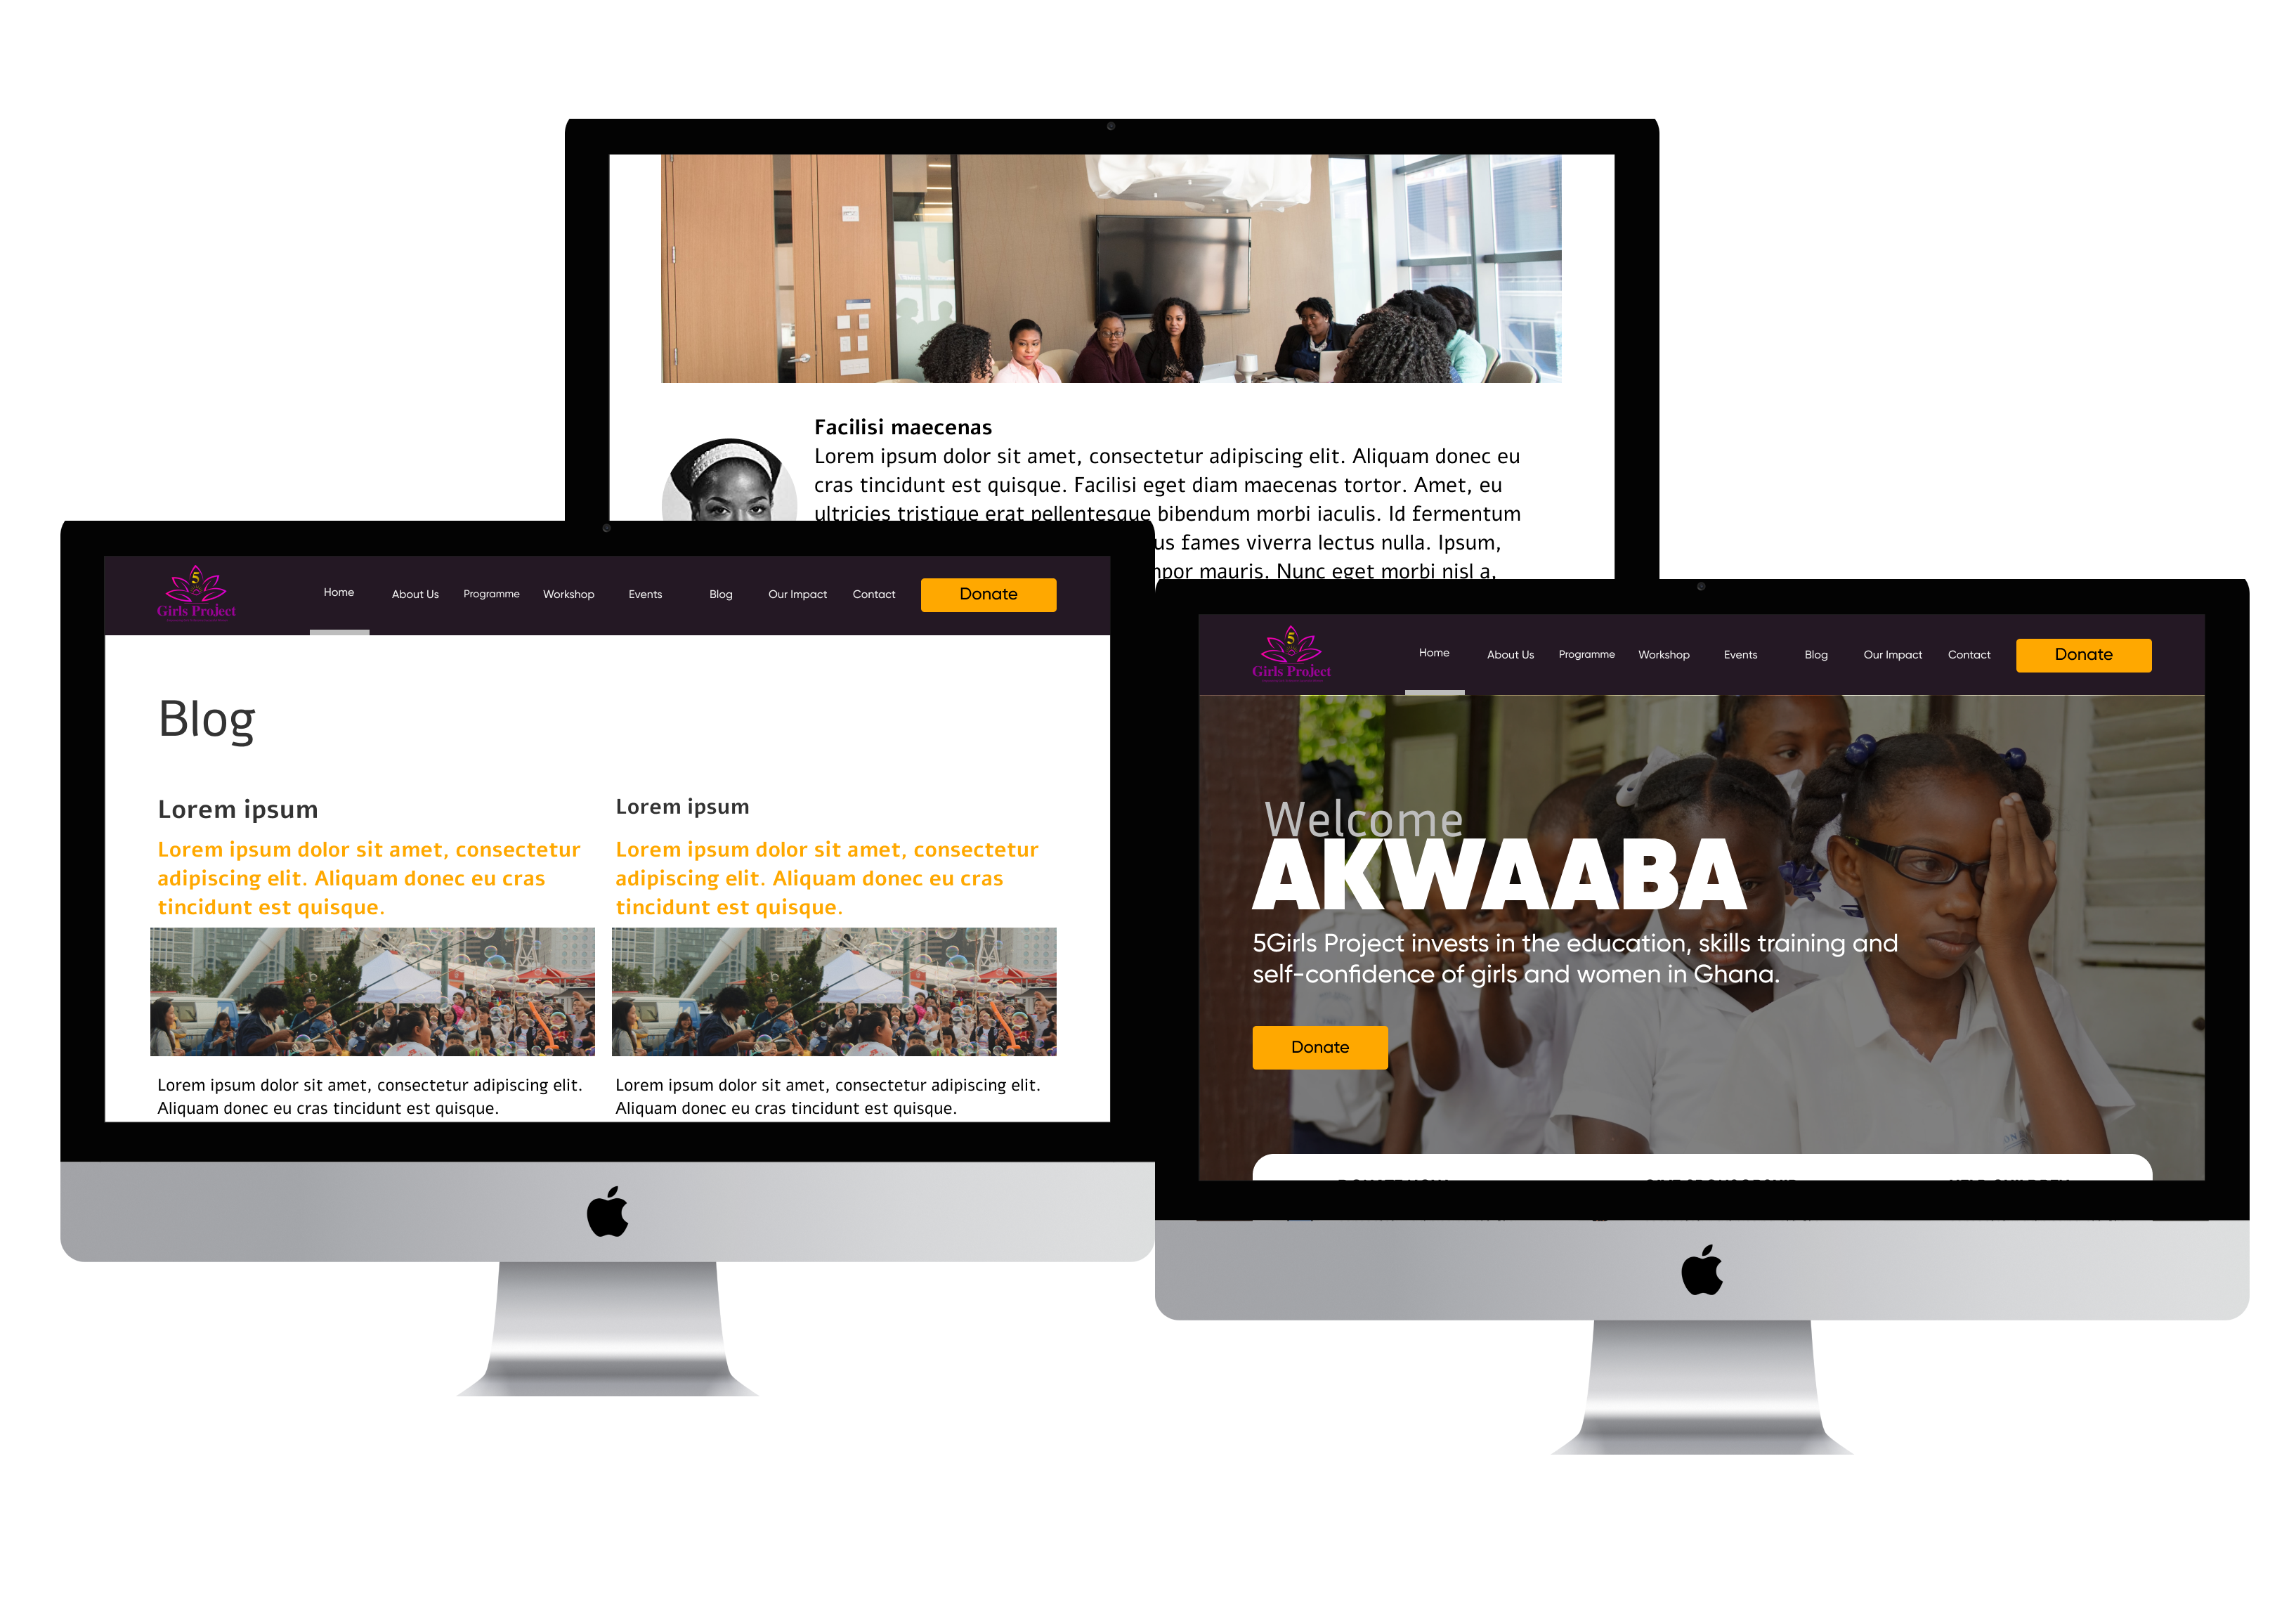 Facilisi maecenas
Lorem ipsum dolor sit amet, consectetur adipiscing elit. Aliquam donec eu
cras tincidunt est quisque. Facilisi eget diam maecenas tortor. Amet, eu
ultricies tristique erat pellentesque bibendum morbi iaculis. Id fermentum
fames viverra lectus nulla. Ipsum,
mauris. Nunc eget morbi nisl a,
5
Girls Project
Home
About Us
Programme
Workshop
Events
Blog
Our Impact
Contact
Donate
Blog
Lorem ipsum
Lorem ipsum dolor sit amet, consectetur
adipiscing elit. Aliquam donec eu cras
tincidunt est quisque.
Lorem ipsum dolor sit amet, consectetur adipiscing elit.
Aliquam donec eu cras tincidunt est quisque.
Lorem ipsum
Lorem ipsum dolor sit amet, consectetur
adipiscing elit. Aliquam donec eu cras
tincidunt est quisque.
Lorem ipsum dolor sit amet, consectetur adipiscing elit.
Aliquam donec eu cras tincidunt est quisque.
5
Girls Project
Home
About Us
Programme
Workshop
Events
Blog
Our Impact
Contact
Donate
Welcome
AKWAABA
5Girls Project invests in the education, skills training and
self-confidence of girls and women in Ghana.
Donate